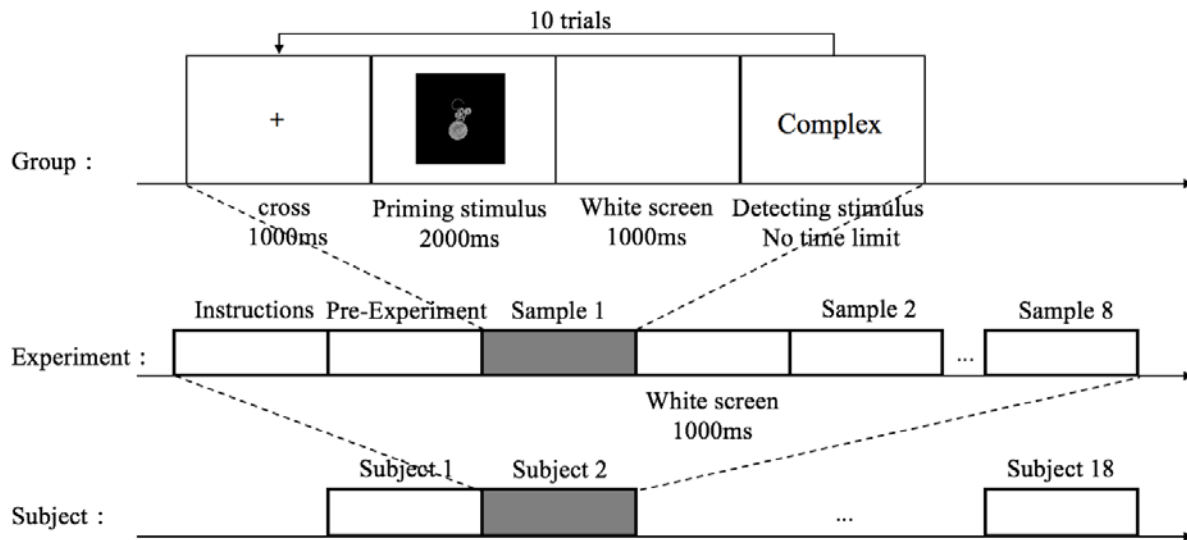 10 trials
+
Complex
Group：
cross
1000ms
Priming stimulus
2000ms
White screen
1000ms
Detecting stimulus
No time limit
Instructions
Pre-Experiment
Sample 1
Sample 2
Sample 8
Experiment：
...
White screen
1000ms
Subject 1
Subject 2
Subject 18
Subject：
...